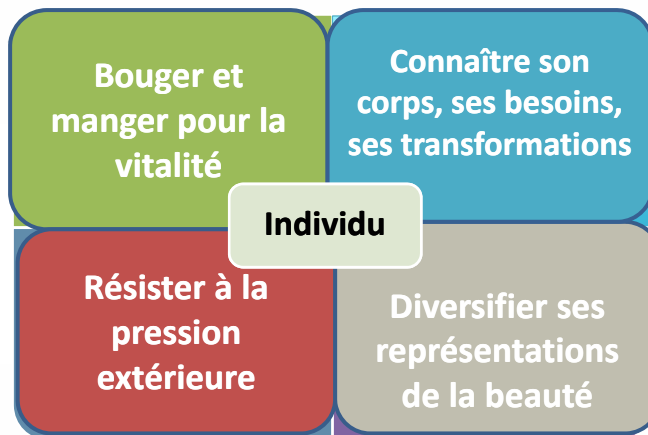 Bouger et
manger pour la
vitalité
Connaître son
corps, ses besoins,
ses transformations
Individu
Résister à la
pression
extérieure
Diversifier ses
représentations
de la beauté